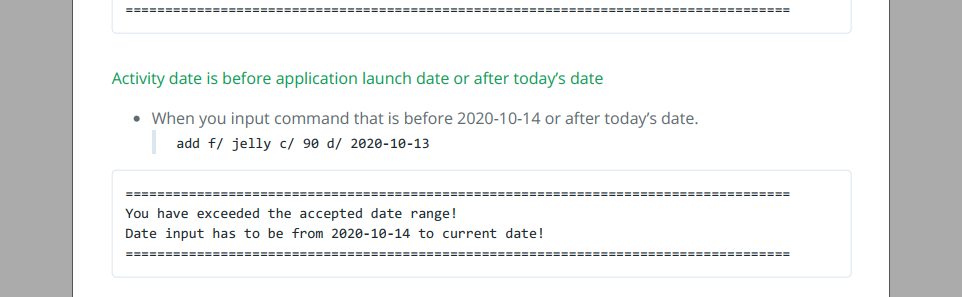 ====================================================================================
Activity date is before application launch date or after today's date
• When you input command that is before 2020-10-14 or after today's date.
add f/ jelly c/ 90 d/ 2020-10-13
====================================================================================
You have exceeded the accepted date range!
Date input has to be from 2020-10-14 to current date!
====================================================================================